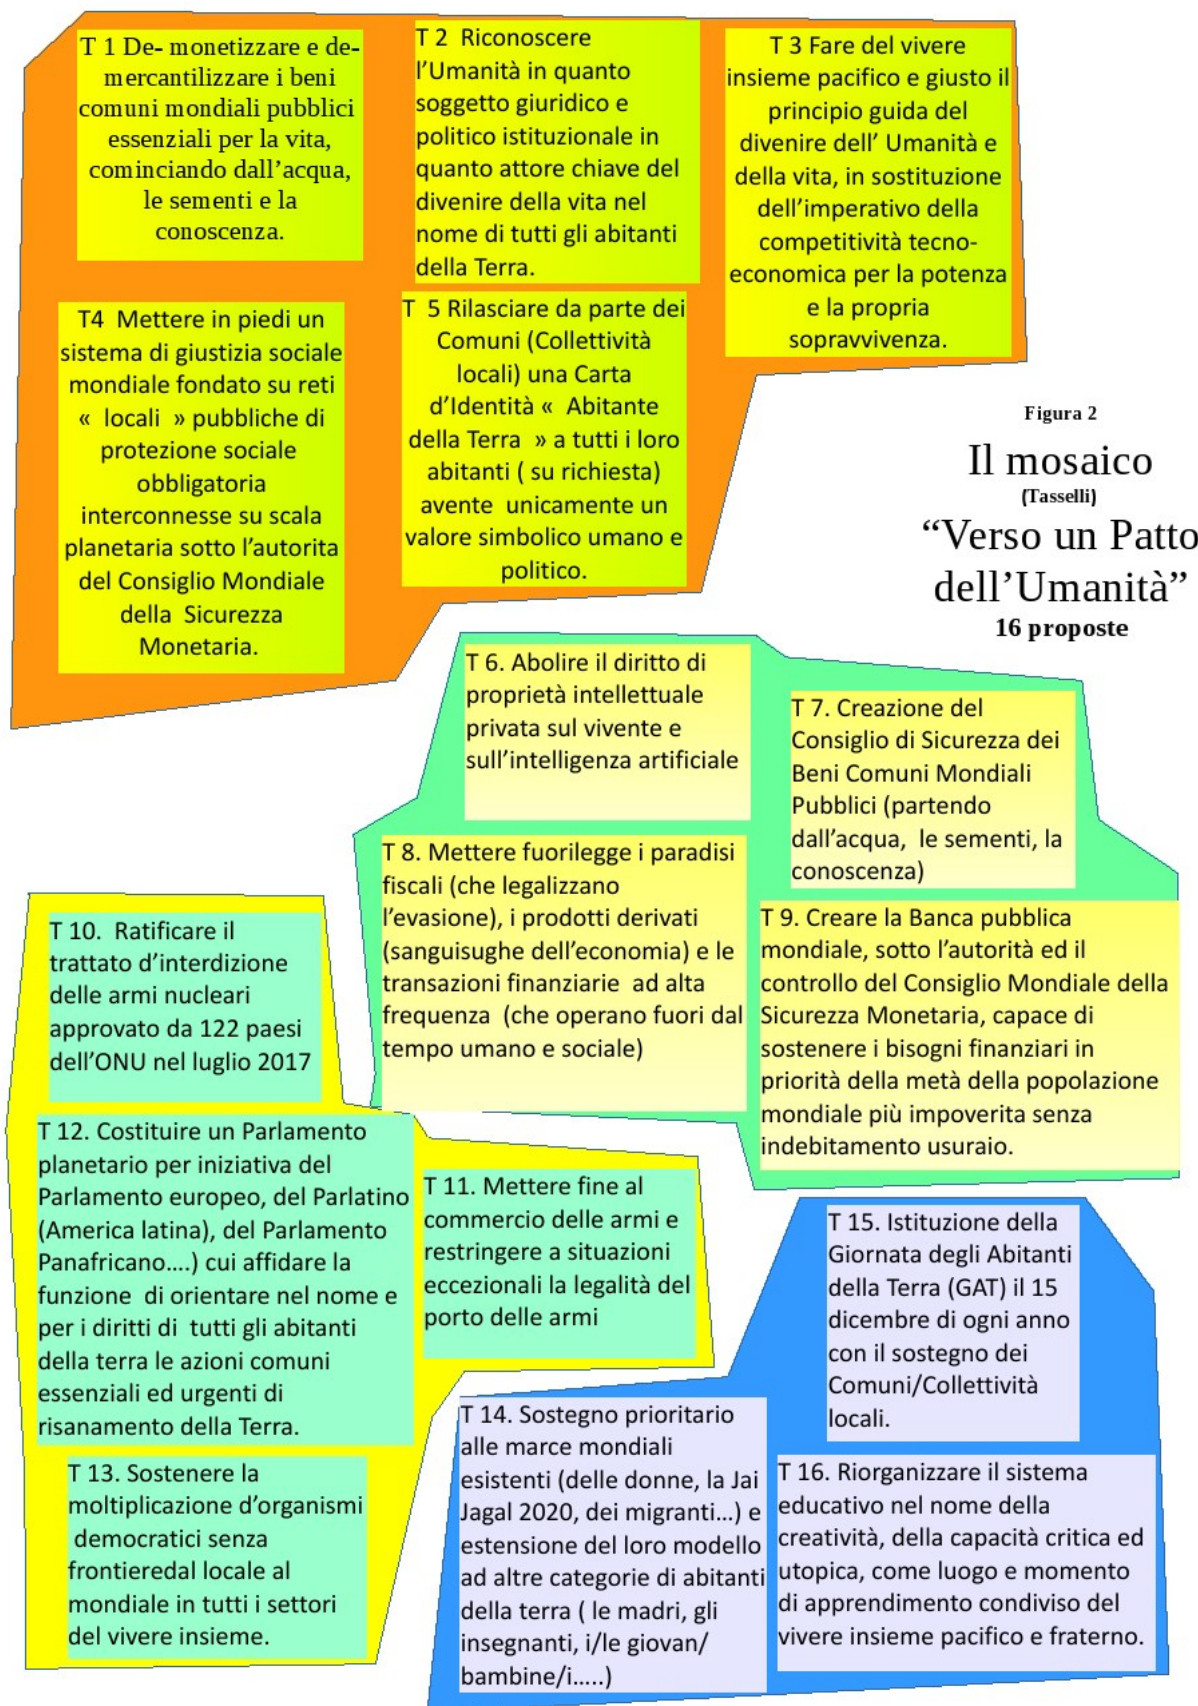 T 1 De- monetizzare e de-
mercantilizzare i beni
comuni mondiali pubblici
essenziali per la vita,
cominciando dall’acqua,
le sementi e la
conoscenza.
T 2 Riconoscere
l’Umanità in quanto
soggetto giuridico e
politico istituzionale in
quanto attore chiave del
divenire della vita nel
nome di tutti gli abitanti
della Terra.
T 3 Fare del vivere
insieme pacifico e giusto il
principio guida del
divenire dell’ Umanità e
della vita, in sostituzione
dell’imperativo della
competitività tecno-
economica per la potenza
e la propria
sopravvivenza.
T4 Mettere in piedi un
sistema di giustizia sociale
mondiale fondato su reti
« locali » pubbliche di
protezione sociale
obbligatoria
interconnesse su scala
planetaria sotto l’autorita
del Consiglio Mondiale
della Sicurezza
Monetaria.
T 5 Rilasciare da parte dei
Comuni (Collettività
locali) una Carta
d’Identità « Abitante
della Terra » a tutti i loro
abitanti ( su richiesta)
avente unicamente un
valore simbolico umano e
politico.
Figura 2
Il mosaico
(Tasselli)
“Verso un Patto
dell’Umanità”
16 proposte
T 6. Abolire il diritto di
proprietà intellettuale
privata sul vivente e
sull’intelligenza artificiale
T 7. Creazione del
Consiglio di Sicurezza dei
Beni Comuni Mondiali
Pubblici (partendo
dall’acqua, le sementi, la
conoscenza)
T 8. Mettere fuorilegge i paradisi
fiscali (che legalizzano
l’evasione), i prodotti derivati
(sanguisughe dell’economia) e le
transazioni finanziarie ad alta
frequenza (che operano fuori dal
tempo umano e sociale)
T 9. Creare la Banca pubblica
mondiale, sotto l’autorità ed il
controllo del Consiglio Mondiale della
Sicurezza Monetaria, capace di
sostenere i bisogni finanziari in
priorità della metà della popolazione
mondiale più impoverita senza
indebitamento usuraio.
T 10. Ratificare il
trattato d’interdizione
delle armi nucleari
approvato da 122 paesi
dell’ONU nel luglio 2017
T 12. Costituire un Parlamento
planetario per iniziativa del
Parlamento europeo, del Parlatino
(America latina), del Parlamento
Panafricano....) cui affidare la
funzione di orientare nel nome e
per i diritti di tutti gli abitanti
della terra le azioni comuni
essenziali ed urgenti di
risanamento della Terra.
T 11. Mettere fine al
commercio delle armi e
restringere a situazioni
eccezionali la legalità del
porto delle armi
T 13. Sostenere la
moltiplicazione d’organismi
democratici senza
frontieredal locale al
mondiale in tutti i settori
del vivere insieme.
T 15. Istituzione della
Giornata degli Abitanti
della Terra (GAT) il 15
dicembre di ogni anno
con il sostegno dei
Comuni/Collettività
locali.
T 14. Sostegno prioritario
alle marce mondiali
esistenti (delle donne, la Jai
Jagal 2020, dei migranti…) e
estensione del loro modello
ad altre categorie di abitanti
della terra ( le madri, gli
insegnanti, i/le giovan/
bambine/i…..)
T 16. Riorganizzare il sistema
educativo nel nome della
creatività, della capacità critica ed
utopica, come luogo e momento
di apprendimento condiviso del
vivere insieme pacifico e fraterno.